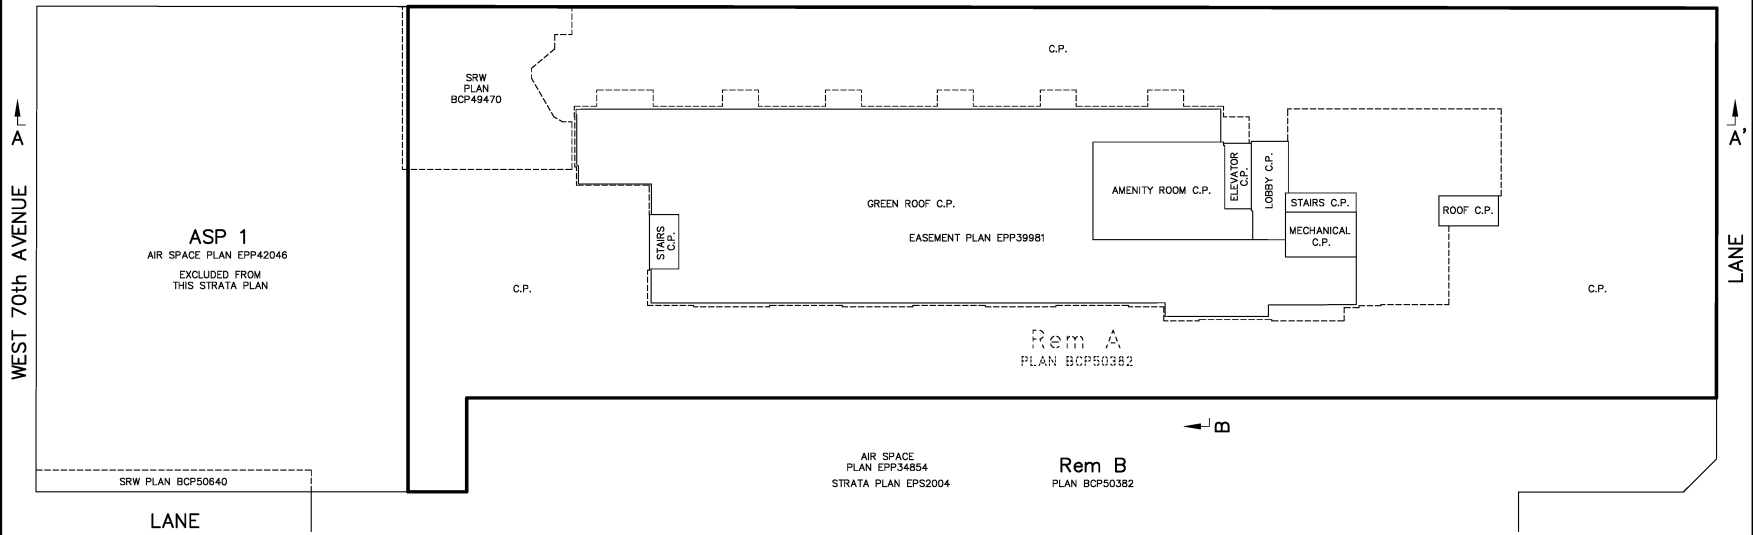 C.P.
SRW
PLAN
BCP49470
A
A'
WEST 70th AVENUE
ASP 1
AIR SPACE PLAN EPP42046
EXCLUDED FROM
THIS STRATA PLAN
GREEN ROOF C.P.
EASEMENT PLAN EPP39981
AMENITY ROOM C.P.
ELEVATOR
C.P.
LOBBY C.P.
STAIRS C.P.
MECHANICAL
C.P.
ROOF C.P.
STAIRS
C.P.
C.P.
C.P.
LANE
Rem A
PLAN BCP50382
B
AIR SPACE
PLAN EPP34854
STRATA PLAN EPS2004
Rem B
PLAN BCP50382
SRW PLAN BCP50640
LANE